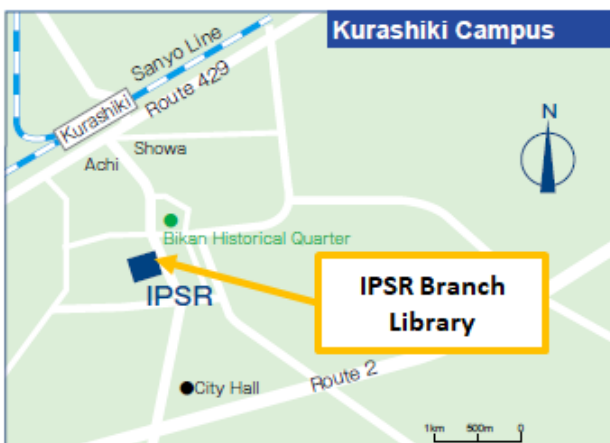 Kurashiki Campus
Sanyo Line
Route 429
Kurashiki
Showa
Achi
N
Bikan Historical Quarter
IPSR
IPSR Branch
Library
City Hall
Route 2
1km 500m 0